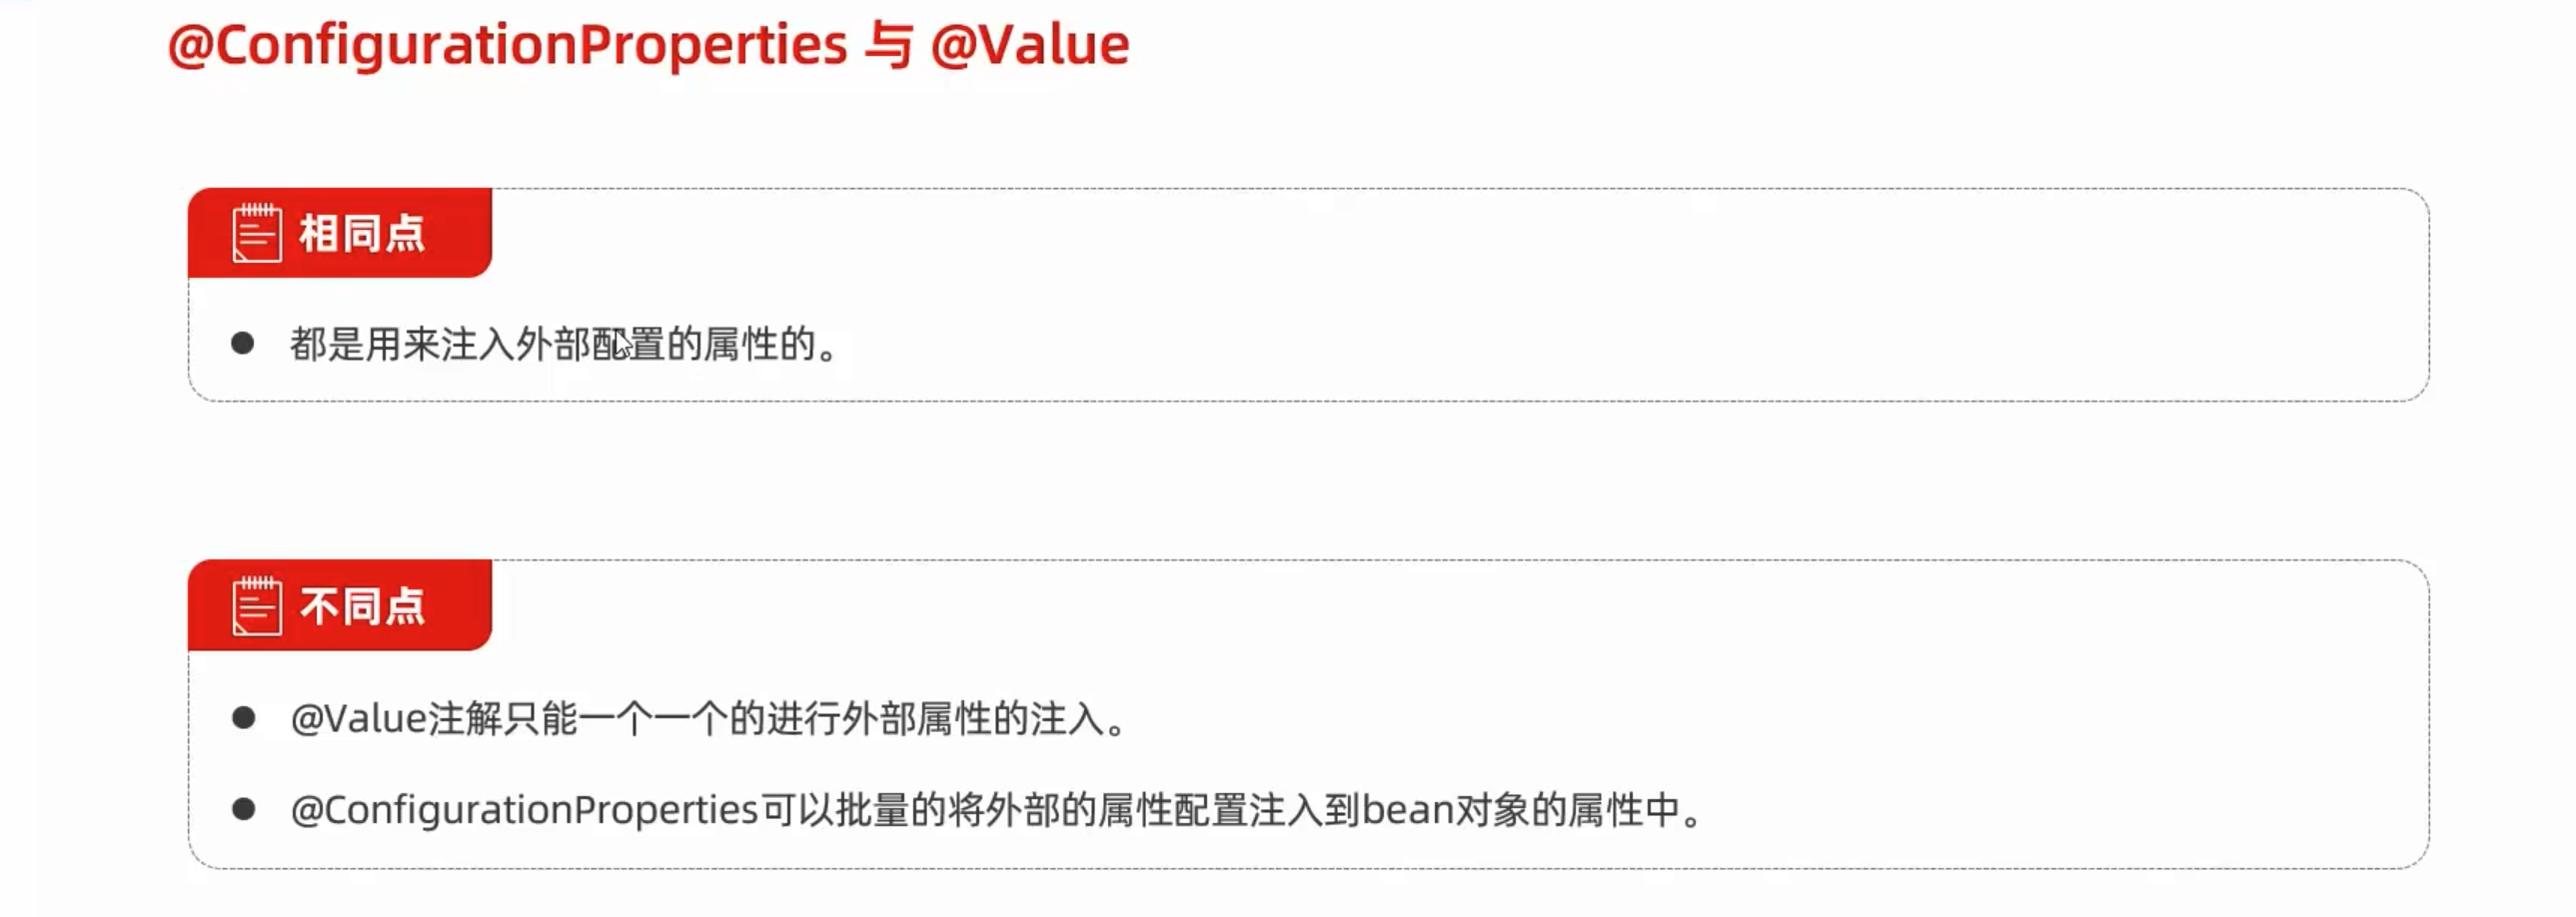 @ConfigurationProperties 与 @Value
相同点
都是用来注入外部配置的属性的。
不同点
@Value注解只能一个一个的进行外部属性的注入。
@ConfigurationProperties可以批量的将外部的属性配置注入到bean对象的属性中。